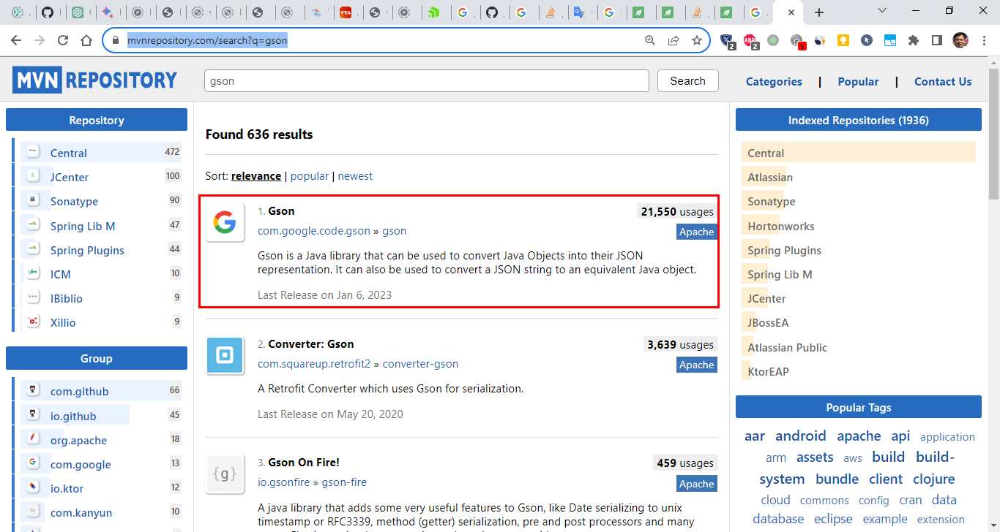 mvnrepository.com/search?q=gson
2
2
5
MVN REPOSITORY
gson
Search
Categories | Popular | Contact Us
Repository
Central 472
JCenter 100
Sonatype 90
Spring Lib M 47
Spring Plugins 44
ICM 10
IBiblio 9
Xillio 9
Group
com.github 66
io.github 45
org.apache 18
com.google 13
io.ktor 12
com.kanyun 10
Found 636 results
Sort: relevance | popular | newest
1. Gson
21,550 usages
com.google.code.gson » gson
Apache
Gson is a Java library that can be used to convert Java Objects into their JSON
representation. It can also be used to convert a JSON string to an equivalent Java object.
Last Release on Jan 6, 2023
2. Converter: Gson
3,639 usages
com.squareup.retrofit2 » converter-gson
Apache
A Retrofit Converter which uses Gson for serialization.
Last Release on May 20, 2020
{g}
3. Gson On Fire!
459 usages
io.gsonfire » gson-fire
Apache
A java library that adds some very useful features to Gson, like Date serializing to unix
timestamp or RFC3339, method (getter) serialization, pre and post processors and many
Indexed Repositories (1936)
Central
Atlassian
Sonatype
Hortonworks
Spring Plugins
Spring Lib M
JCenter
JBossEA
Atlassian Public
KtorEAP
Popular Tags
aar android apache api application
arm assets aws build build-
system bundle client clojure
cloud commons config cran data
database eclipse example extension